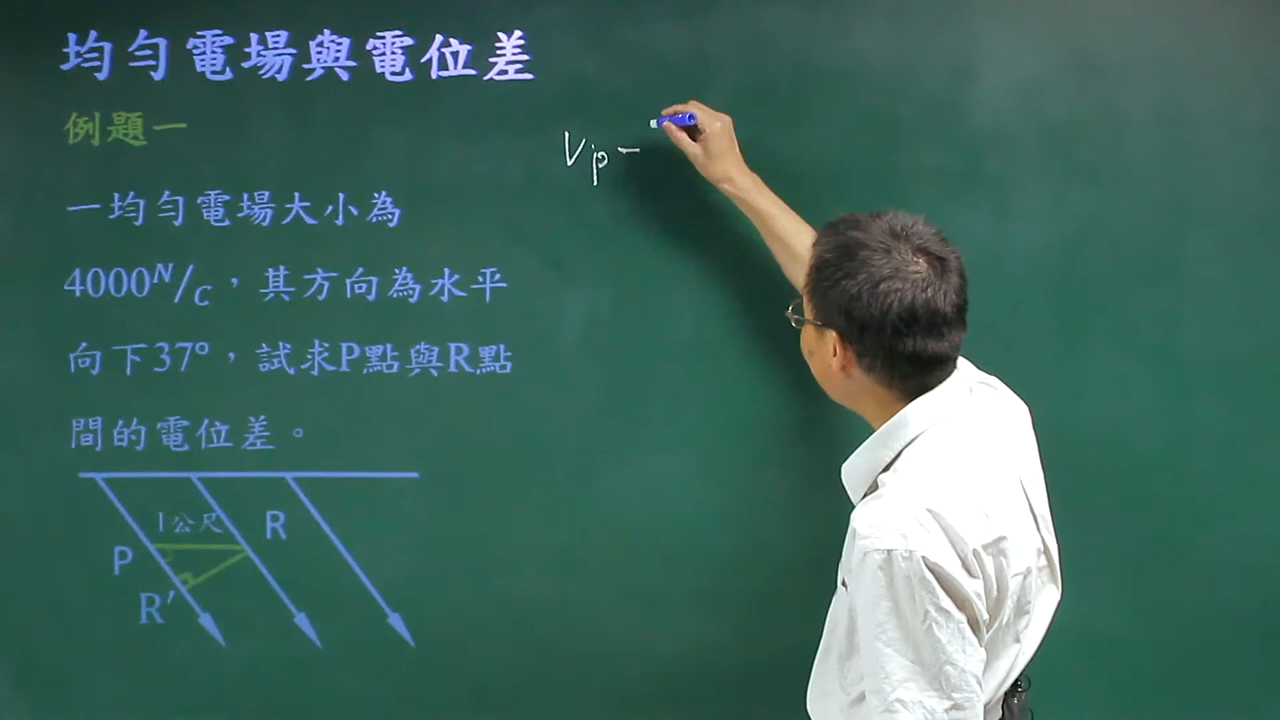 均勻電場與電位差
例題一
一均勻電場大小為
4000N/C,其方向為水平
向下37°,試求P點與R點
間的電位差。
1公尺
R
P
R′
Vp-